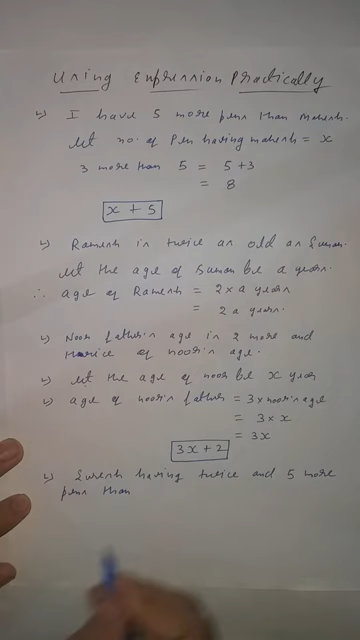 Using Expression Practically
↳ I have 5 more pens than Mahesh.
Let no. of Pen having mahesh = x
3 more than 5 = 5 + 3
= 8
x + 5
↳ Ramesh is twice as old as Suman.
Let the age of Suman be a years.
∴ age of Ramesh = 2 × a years
= 2a years.
↳ Noor father's age is 2 more and
thrice of noor's age.
↳ Let the age of noor be x year
↳ age of noor's father = 3 × noor's age
= 3 × x
= 3x
3x + 2
↳ Suresh having twice and 5 more
pens than